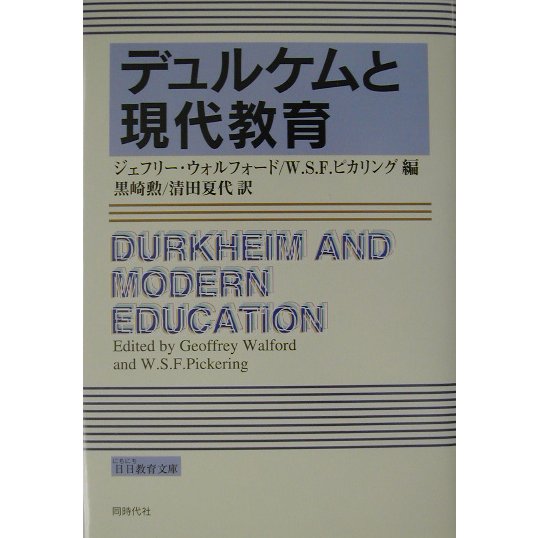 デュルケムと
現代教育
ジェフリー・ウォルフォード/W.S.F.ピカリング 編
黒崎勲/清田夏代 訳
DURKHEIM AND
MODERN
EDUCATION
Edited by Geoffrey Walford
and W.S.F.Pickering
にちにち
日日教育文庫
同時代社